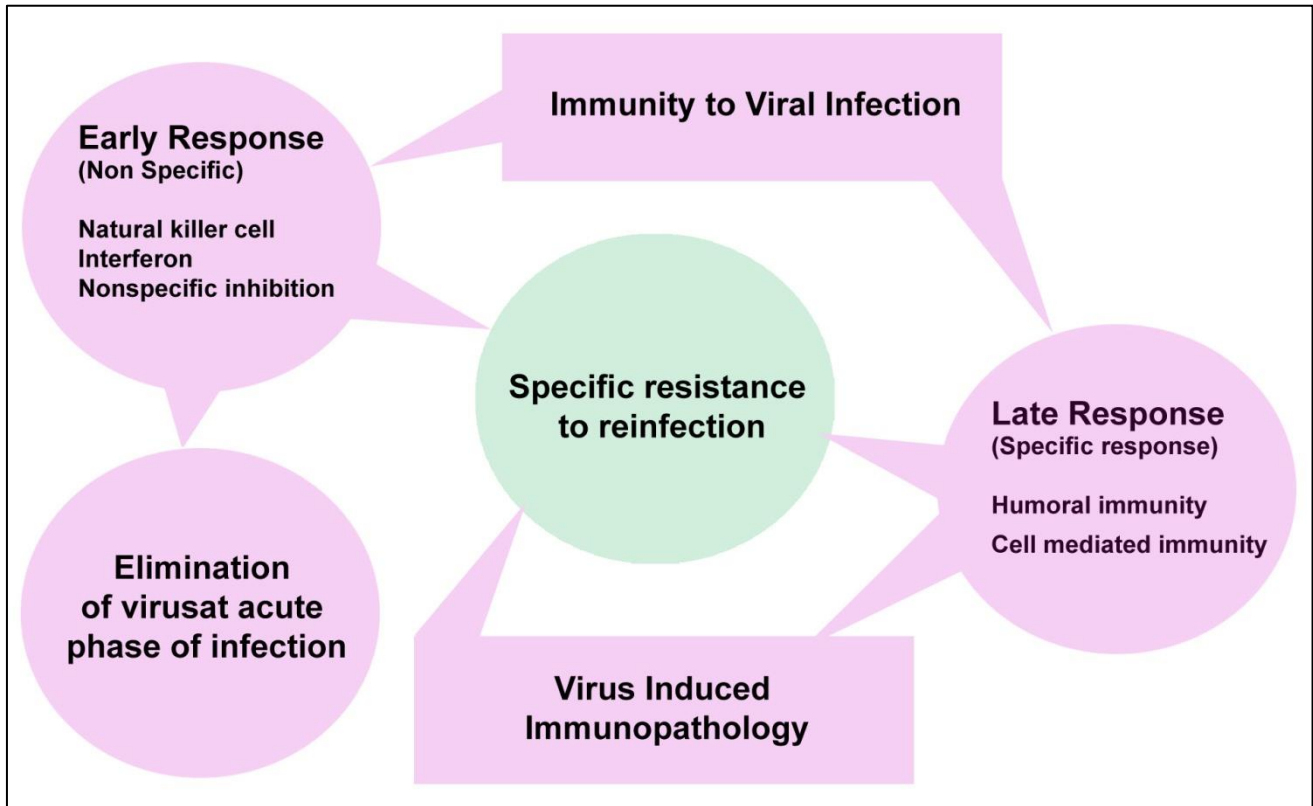 Immunity to Viral Infection
Early Response
(Non Specific)
Natural killer cell
Interferon
Nonspecific inhibition
Specific resistance
to reinfection
Late Response
(Specific response)
Humoral immunity
Cell mediated immunity
Elimination
of virusat acute
phase of infection
Virus Induced
Immunopathology